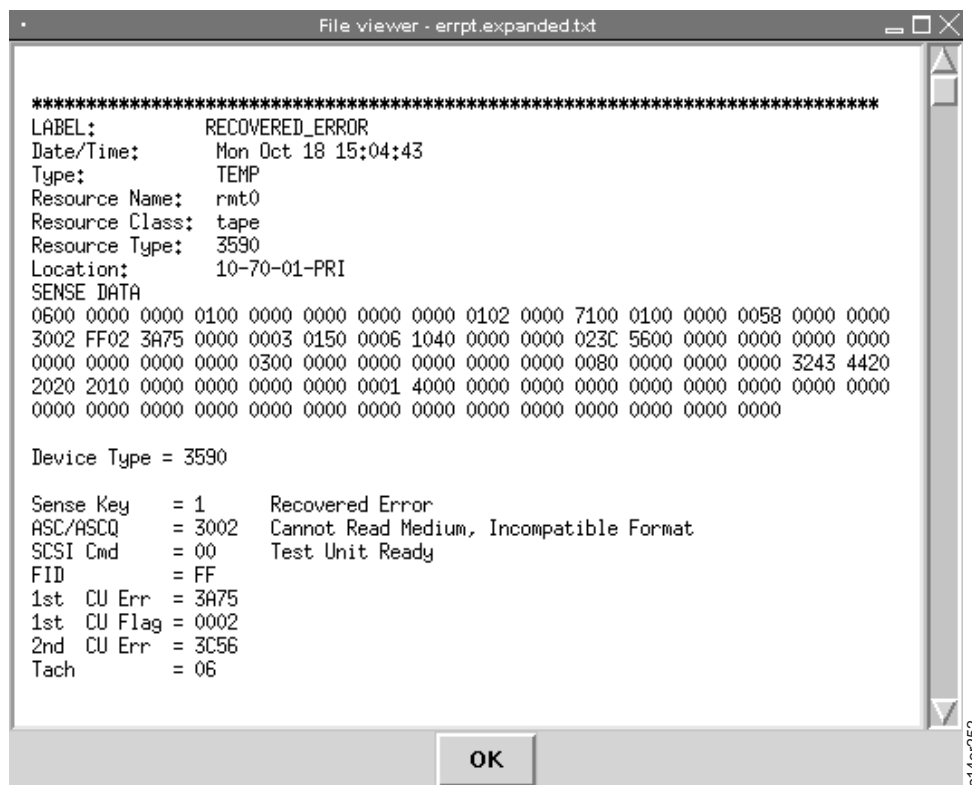 File viewer - errpt.expanded.txt
******************************************************************************
LABEL: RECOVERED_ERROR
Date/Time: Mon Oct 18 15:04:43
Type: TEMP
Resource Name: rmt0
Resource Class: tape
Resource Type: 3590
Location: 10-70-01-PRI
SENSE DATA
0600 0000 0000 0100 0000 0000 0000 0000 0102 0000 7100 0100 0000 0058 0000 0000
3002 FF02 3A75 0000 0003 0150 0006 1040 0000 0000 023C 5600 0000 0000 0000 0000
0000 0000 0000 0000 0300 0000 0000 0000 0000 0000 0080 0000 0000 0000 3243 4420
2020 2010 0000 0000 0000 0000 0001 4000 0000 0000 0000 0000 0000 0000 0000 0000
0000 0000 0000 0000 0000 0000 0000 0000 0000 0000 0000 0000 0000 0000
Device Type = 3590
Sense Key = 1 Recovered Error
ASC/ASCQ = 3002 Cannot Read Medium, Incompatible Format
SCSI Cmd = 00 Test Unit Ready
FID = FF
1st CU Err = 3A75
1st CU Flag = 0002
2nd CU Err = 3C56
Tach = 06
OK